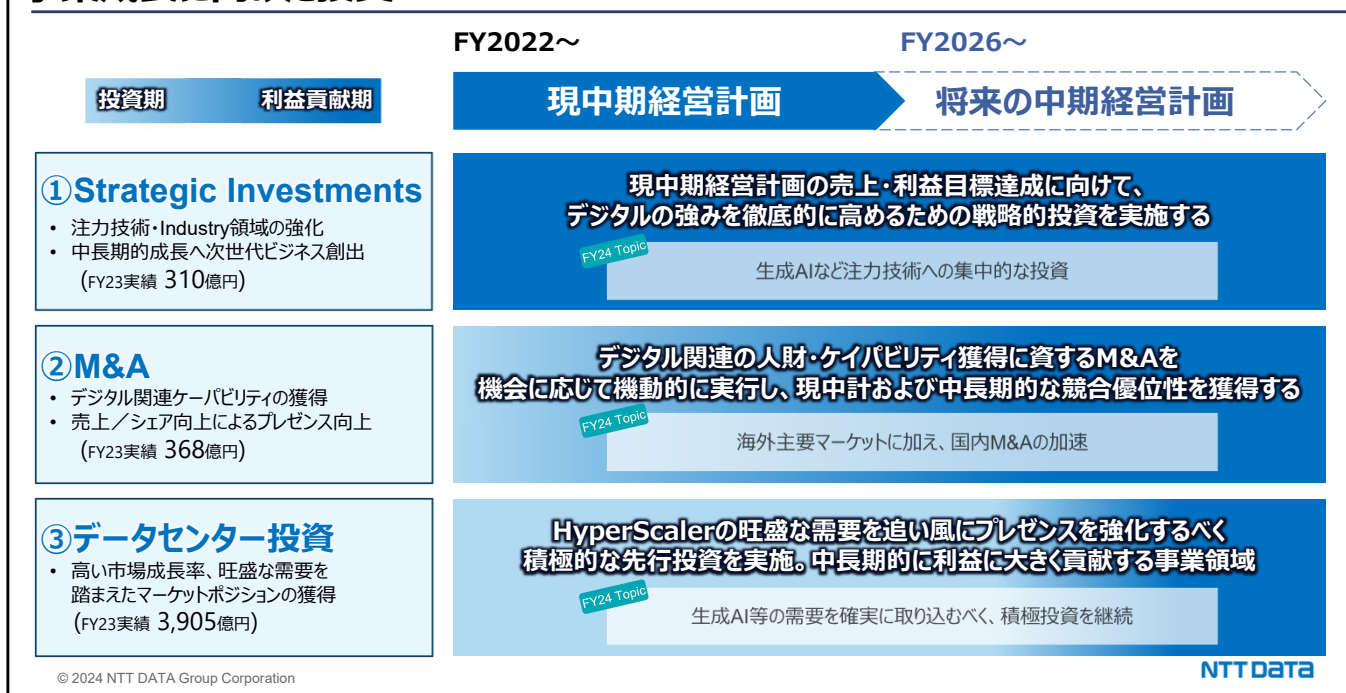 FY2022～
FY2026～
投資期 利益貢献期
現中期経営計画
将来の中期経営計画
①Strategic Investments
• 注力技術・Industry領域の強化
• 中長期的成長へ次世代ビジネス創出
(FY23実績 310億円)
現中期経営計画の売上・利益目標達成に向けて、
デジタルの強みを徹底的に高めるための戦略的投資を実施する
FY24 Topic
生成AIなど注力技術への集中的な投資
②M&A
• デジタル関連ケーパビリティの獲得
• 売上／シェア向上によるプレゼンス向上
(FY23実績 368億円)
デジタル関連の人財・ケイパビリティ獲得に資するM&Aを
機会に応じて機動的に実行し、現中計および中長期的な競合優位性を獲得する
FY24 Topic
海外主要マーケットに加え、国内M&Aの加速
③データセンター投資
• 高い市場成長率、旺盛な需要を
踏まえたマーケットポジションの獲得
(FY23実績 3,905億円)
HyperScalerの旺盛な需要を追い風にプレゼンスを強化するべく
積極的な先行投資を実施。中長期的に利益に大きく貢献する事業領域
FY24 Topic
生成AI等の需要を確実に取り込むべく、積極投資を継続
© 2024 NTT DATA Group Corporation
NTT DATA